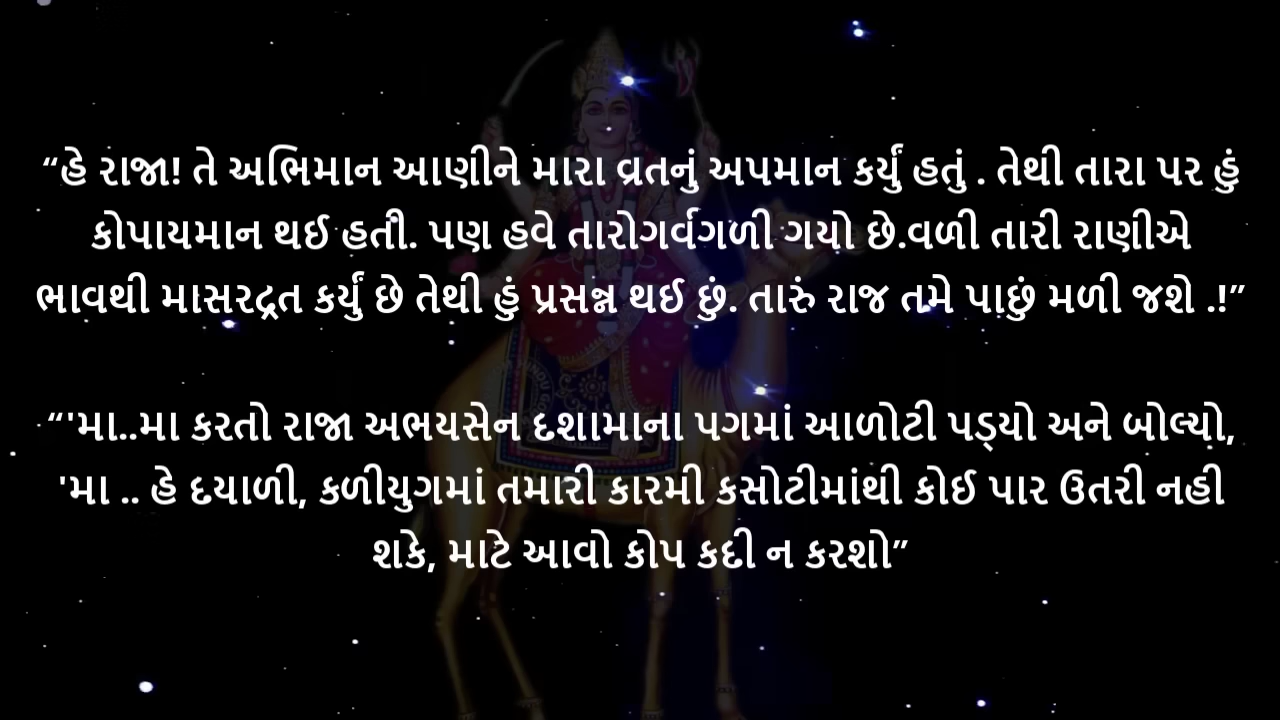 “હે રાજા! તે અભિમાન આણીને મારા વ્રતનું અપમાન કર્યું હતું . તેથી તારા પર હું
કોપાયમાન થઈ હતી. પણ હવે તારોગર્વગળી ગયો છે.વળી તારી રાણીએ
ભાવથી માસરદ્રત કર્યું છે તેથી હું પ્રસન્ન થઈ છું. તારું રાજ તમે પાછું મળી જશે .!”
“'મા..મા કરતો રાજા અભયસેન દશામાના પગમાં આળોટી પડ્યો અને બોલ્યો,
'મા .. હે દયાળી, કળીયુગમાં તમારી કારમી કસોટીમાંથી કોઈ પાર ઉતરી નહી
શકે, માટે આવો કોપ કદી ન કરશો”